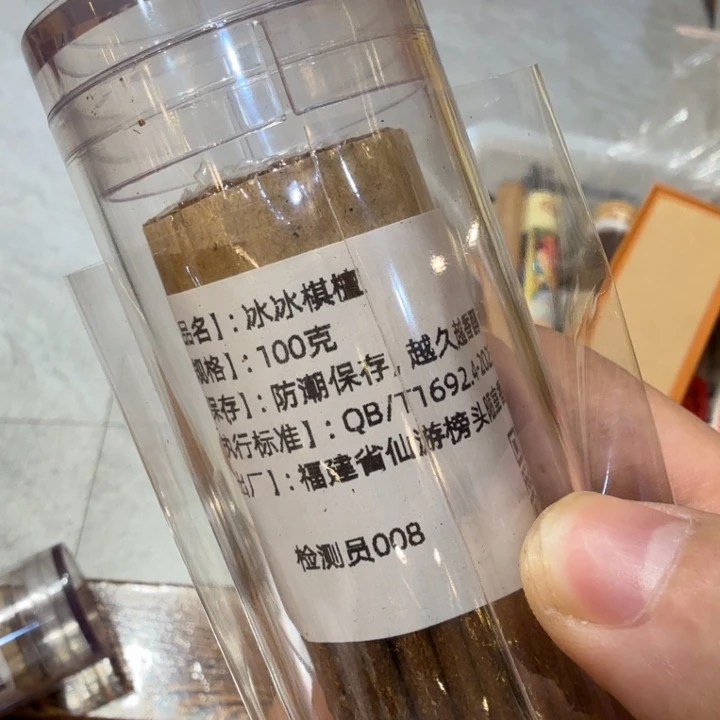 品名】:冰冰棋楦
规格】:100克
保存】:防潮保存,越久越香醇
执行标准】:QB/T1692.4-202
出厂】:福建省仙游榜头
检测员008